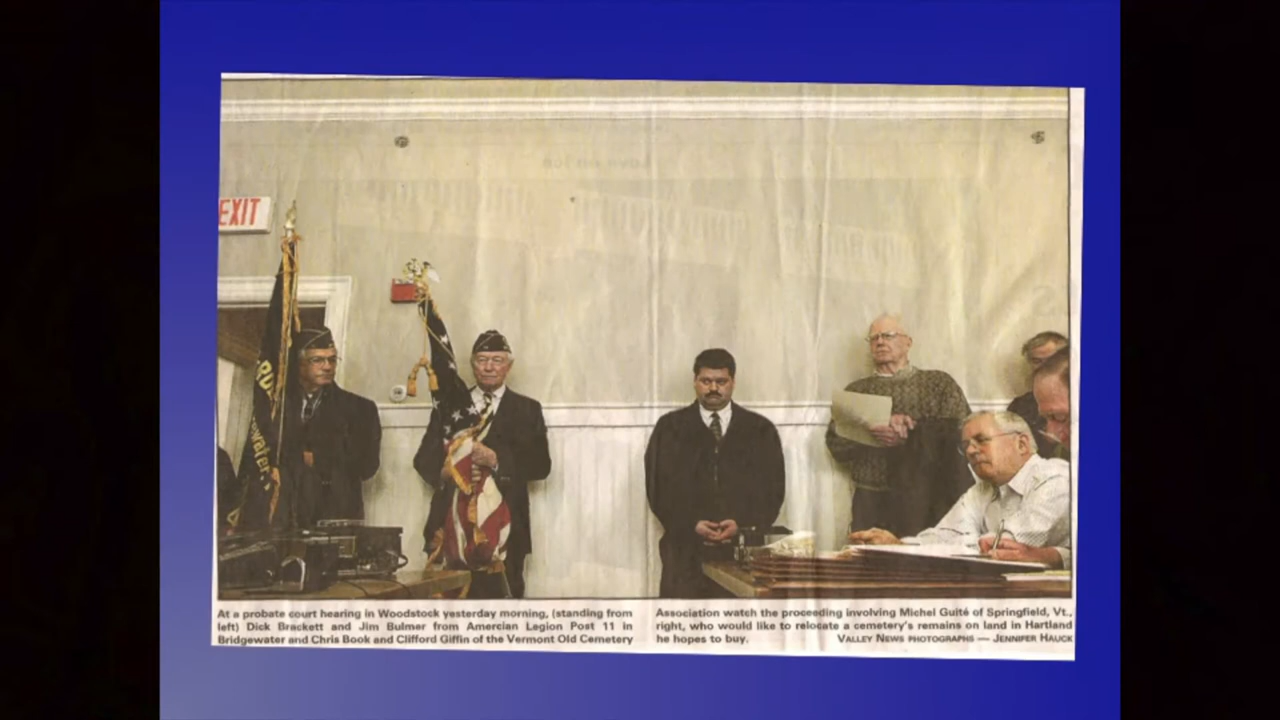 EXIT
At a probate court hearing in Woodstock yesterday morning, (standing from
left) Dick Brackett and Jim Bulmer from Amercian Legion Post 11 in
Bridgewater and Chris Book and Clifford Giffin of the Vermont Old Cemetery
Association watch the proceeding involving Michel Guité of Springfield, Vt.,
right, who would like to relocate a cemetery's remains on land in Hartland
he hopes to buy. VALLEY NEWS PHOTOGRAPHS — JENNIFER HAUCK